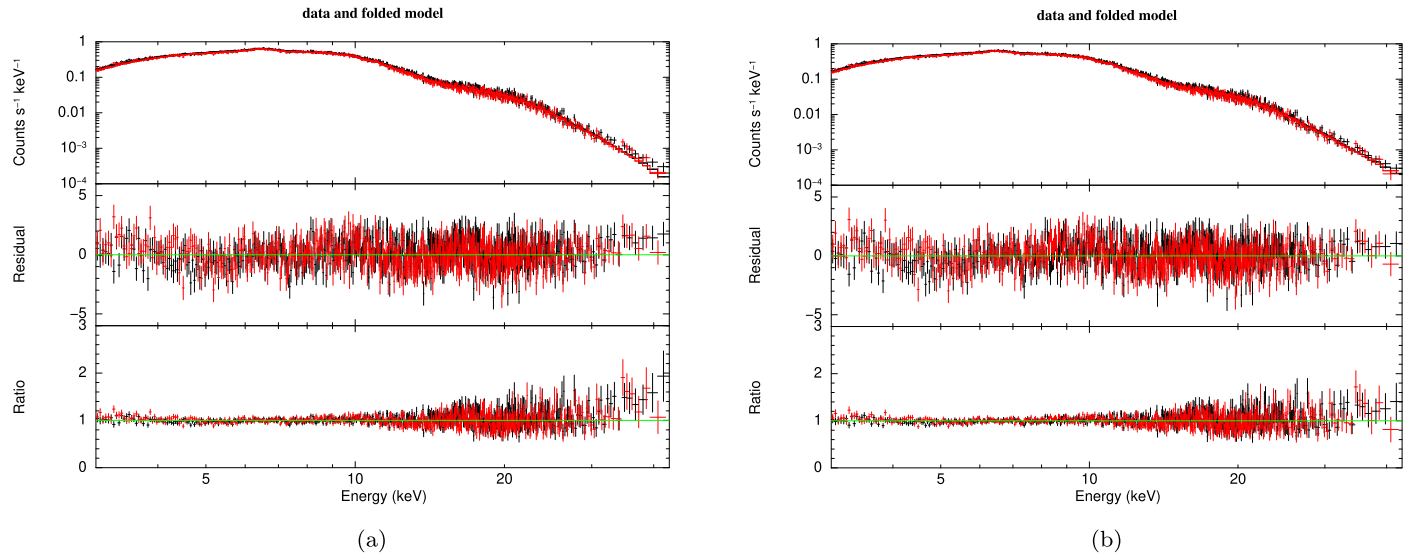 data and folded model
1
0.1
0.01
10⁻³
10⁻⁴
Counts s⁻¹ keV⁻¹
5
0
−5
Residual
3
2
1
0
Ratio
5 10 20
Energy (keV)
(a)
data and folded model
1
0.1
0.01
10⁻³
10⁻⁴
Counts s⁻¹ keV⁻¹
5
0
−5
Residual
3
2
1
0
Ratio
5 10 20
Energy (keV)
(b)